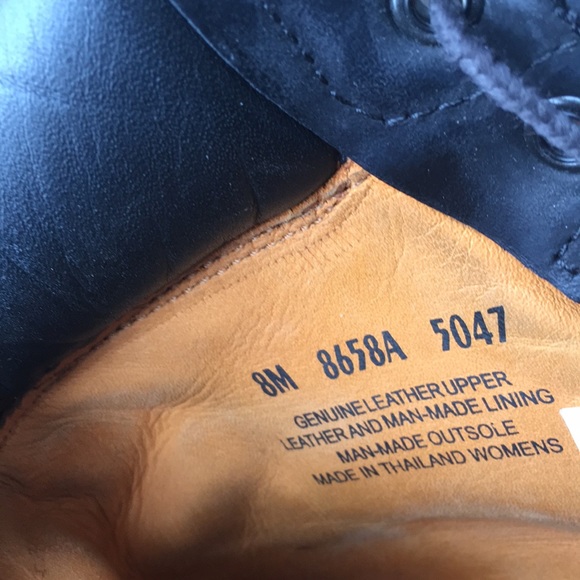 8M 8658A 5047
GENUINE LEATHER UPPER
LEATHER AND MAN-MADE LINING
MAN-MADE OUTSOLE
MADE IN THAILAND WOMENS